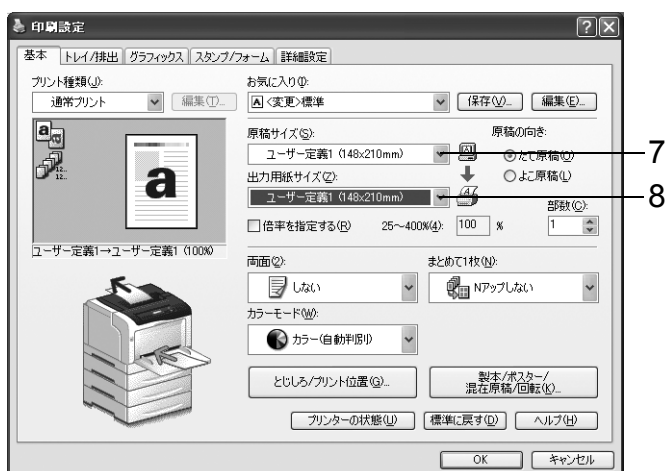 印刷設定
基本 トレイ/排出 グラフィックス スタンプ/フォーム 詳細設定
プリント種類(J):
通常プリント 編集(T)...
お気に入り(I):
A <変更>標準 保存(V)... 編集(E)...
原稿サイズ(S):
ユーザー定義1 (148x210mm)
7
原稿の向き:
たて原稿(O)
よこ原稿(L)
出力用紙サイズ(Z):
ユーザー定義1 (148x210mm)
8
倍率を指定する(R) 25~400%(4): 100 %
部数(C):
1
a
a
12..
12..
a
ユーザー定義1→ユーザー定義1 (100%)
両面(2):
しない
まとめて1枚(N):
Nアップしない
カラーモード(W):
カラー(自動判別)
とじしろ/プリント位置(G)...
製本/ポスター/
混在原稿/回転(K)...
プリンターの状態(U) 標準に戻す(D) ヘルプ(H)
OK キャンセル